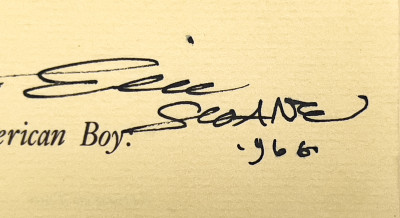 Eric
SLOANE
erican Boy.
'966